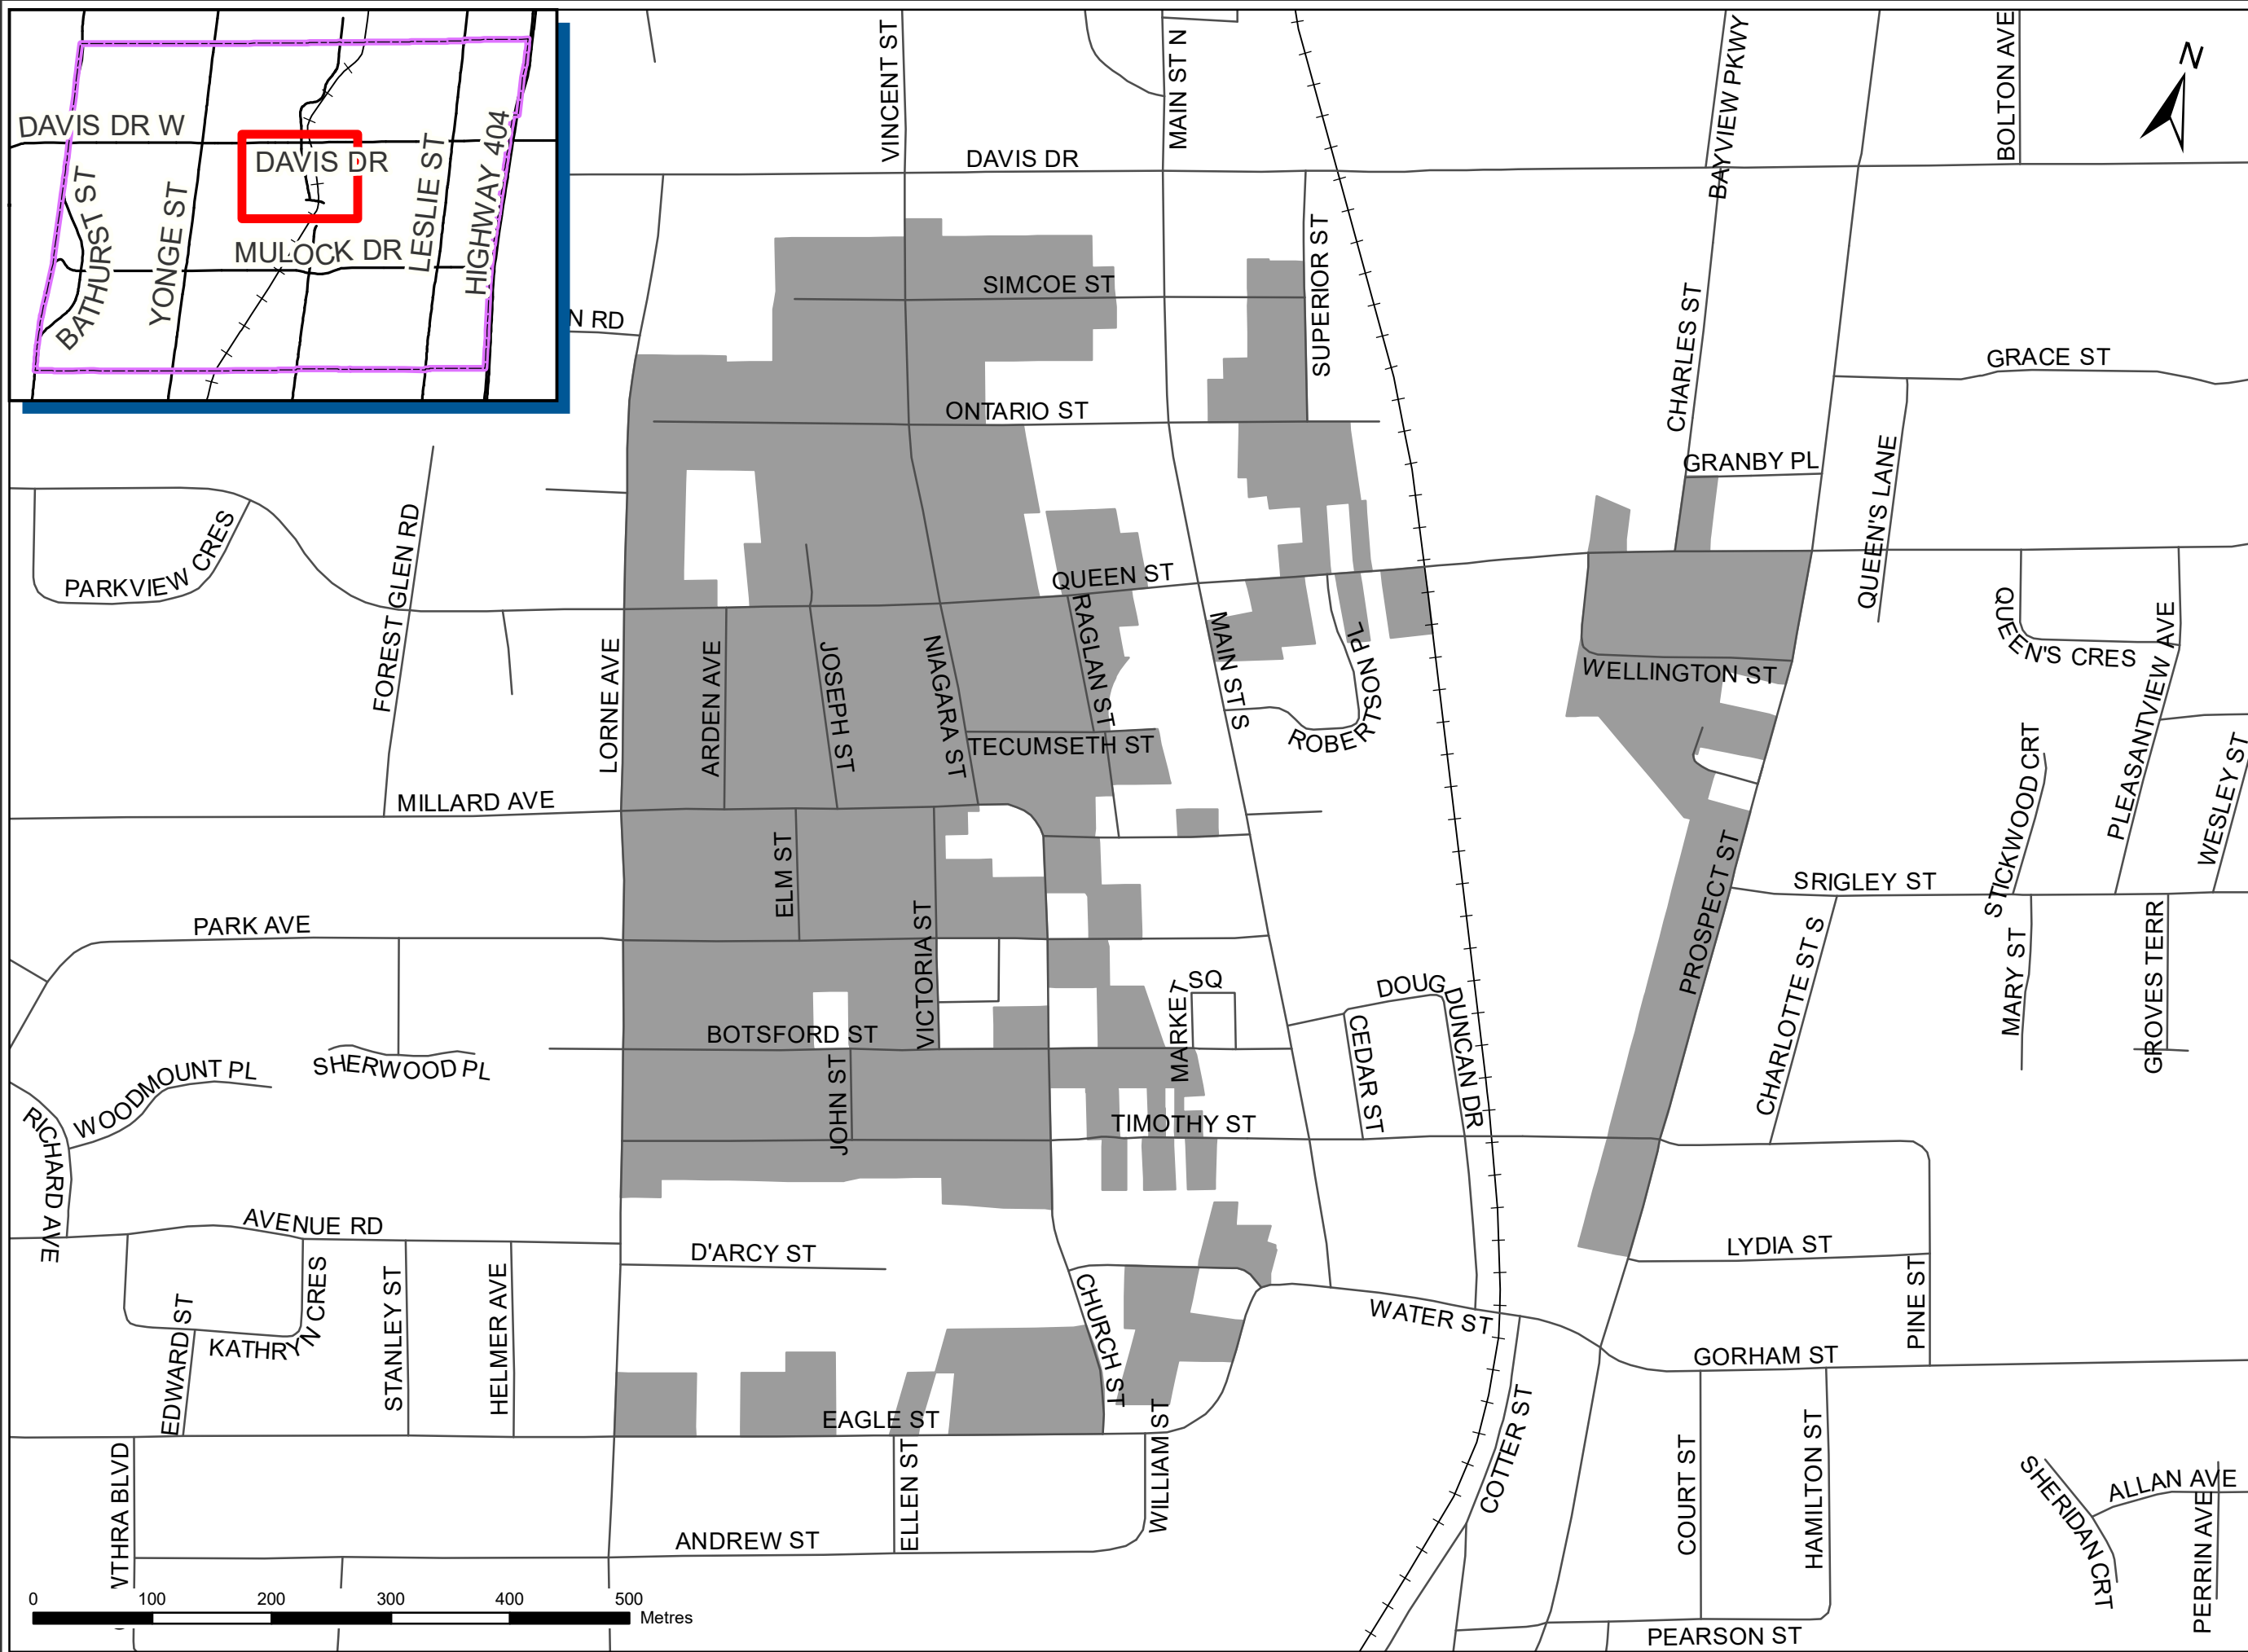 DAVIS DR W
DAVIS DR
BATHURST ST
YONGE ST
MULOCK DR
LESLIE ST
HIGHWAY 404
N
VINCENT ST
MAIN ST N
DAVIS DR
BAYVIEW PKWY
BOLTON AVE
SIMCOE ST
SUPERIOR ST
N RD
CHARLES ST
GRACE ST
ONTARIO ST
GRANBY PL
QUEEN'S LANE
PARKVIEW CRES
FOREST GLEN RD
QUEEN ST
LORNE AVE
ARDEN AVE
JOSEPH ST
NIAGARA ST
RAGLAN ST
MAIN ST S
ROBERTSON PL
WELLINGTON ST
QUEEN'S CRES
PLEASANTVIEW AVE
TECUMSETH ST
STICKWOOD CRT
WESLEY ST
MILLARD AVE
ELM ST
PROSPECT ST
SRIGLEY ST
PARK AVE
VICTORIA ST
MARKET SQ
DOUG DUNCAN DR
CEDAR ST
CHARLOTTE ST S
MARY ST
GROVES TERR
BOTSFORD ST
SHERWOOD PL
WOODMOUNT PL
RICHARD AVE
JOHN ST
TIMOTHY ST
AVENUE RD
D'ARCY ST
LYDIA ST
PINE ST
EDWARD ST
KATHRYN CRES
STANLEY ST
HELMER AVE
CHURCH ST
WATER ST
GORHAM ST
EAGLE ST
WTHRA BLVD
ELLEN ST
WILLIAM ST
COTTER ST
COURT ST
HAMILTON ST
SHERIDAN CRT
ALLAN AVE
PERRIN AVE
ANDREW ST
PEARSON ST
0 100 200 300 400 500
Metres